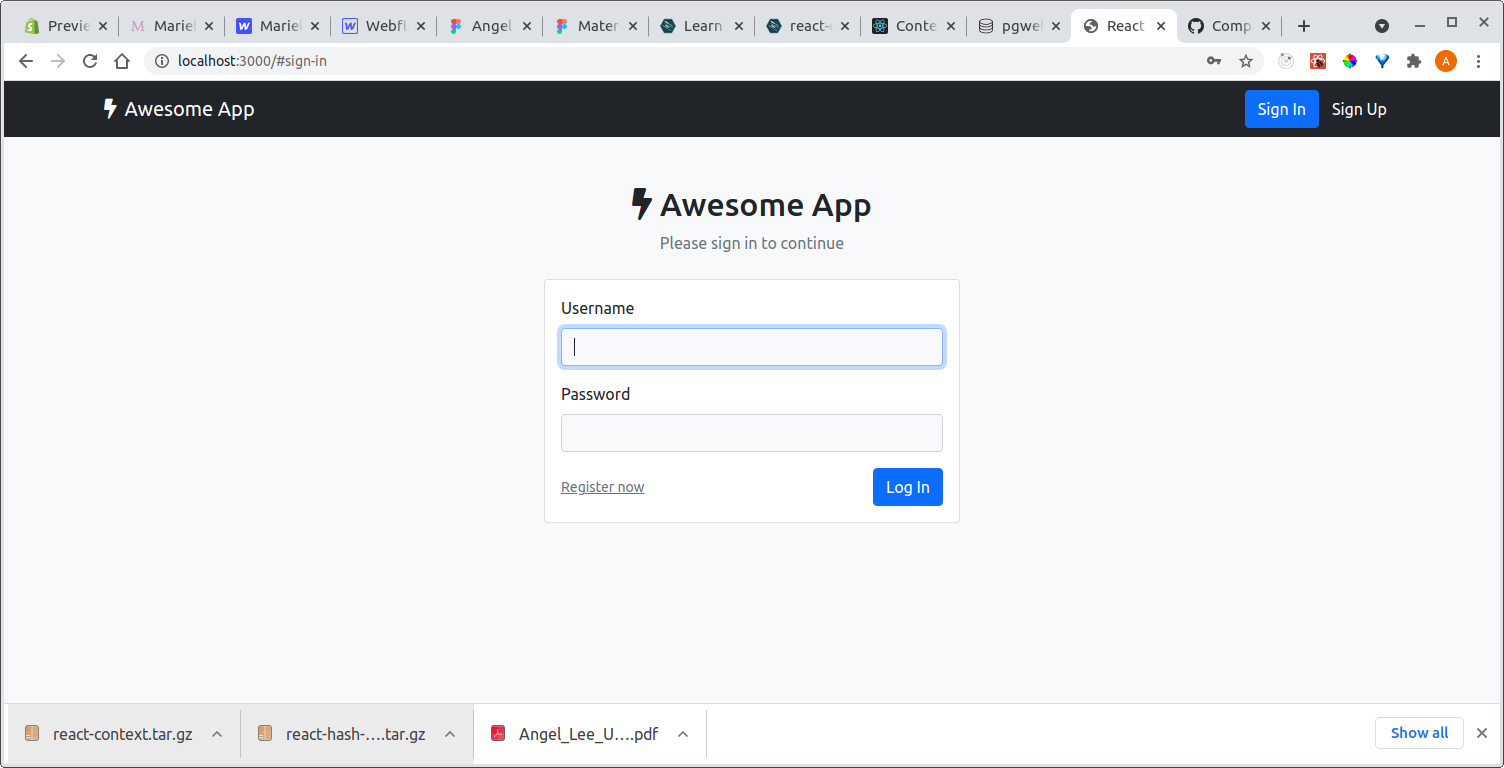 Previe Mariel Mariel Webfl Angel Mater Learn react- Conte pgwel React Comp
localhost:3000/#sign-in A
Awesome App Sign In Sign Up
Awesome App
Please sign in to continue
Username
Password
Register now Log In
react-context.tar.gz react-hash-....tar.gz Angel_Lee_U....pdf Show all